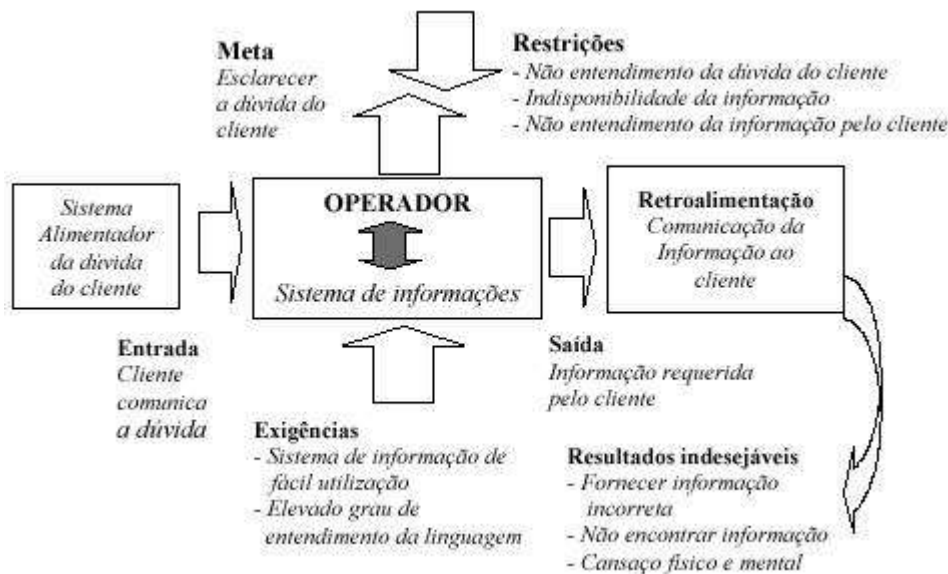 Meta
Esclarecer
a dúvida do
cliente
Restrições
- Não entendimento da dúvida do cliente
- Indisponibilidade da informação
- Não entendimento da informação pelo cliente
Sistema
Alimentador
da dúvida
do cliente
OPERADOR
Sistema de informações
Retroalimentação
Comunicação da
Informação ao
cliente
Entrada
Cliente
comunica
a dúvida
Saída
Informação requerida
pelo cliente
Exigências
- Sistema de informação de
fácil utilização
- Elevado grau de
entendimento da linguagem
Resultados indesejáveis
- Fornecer informação
incorreta
- Não encontrar informação
- Cansaço fisico e mental